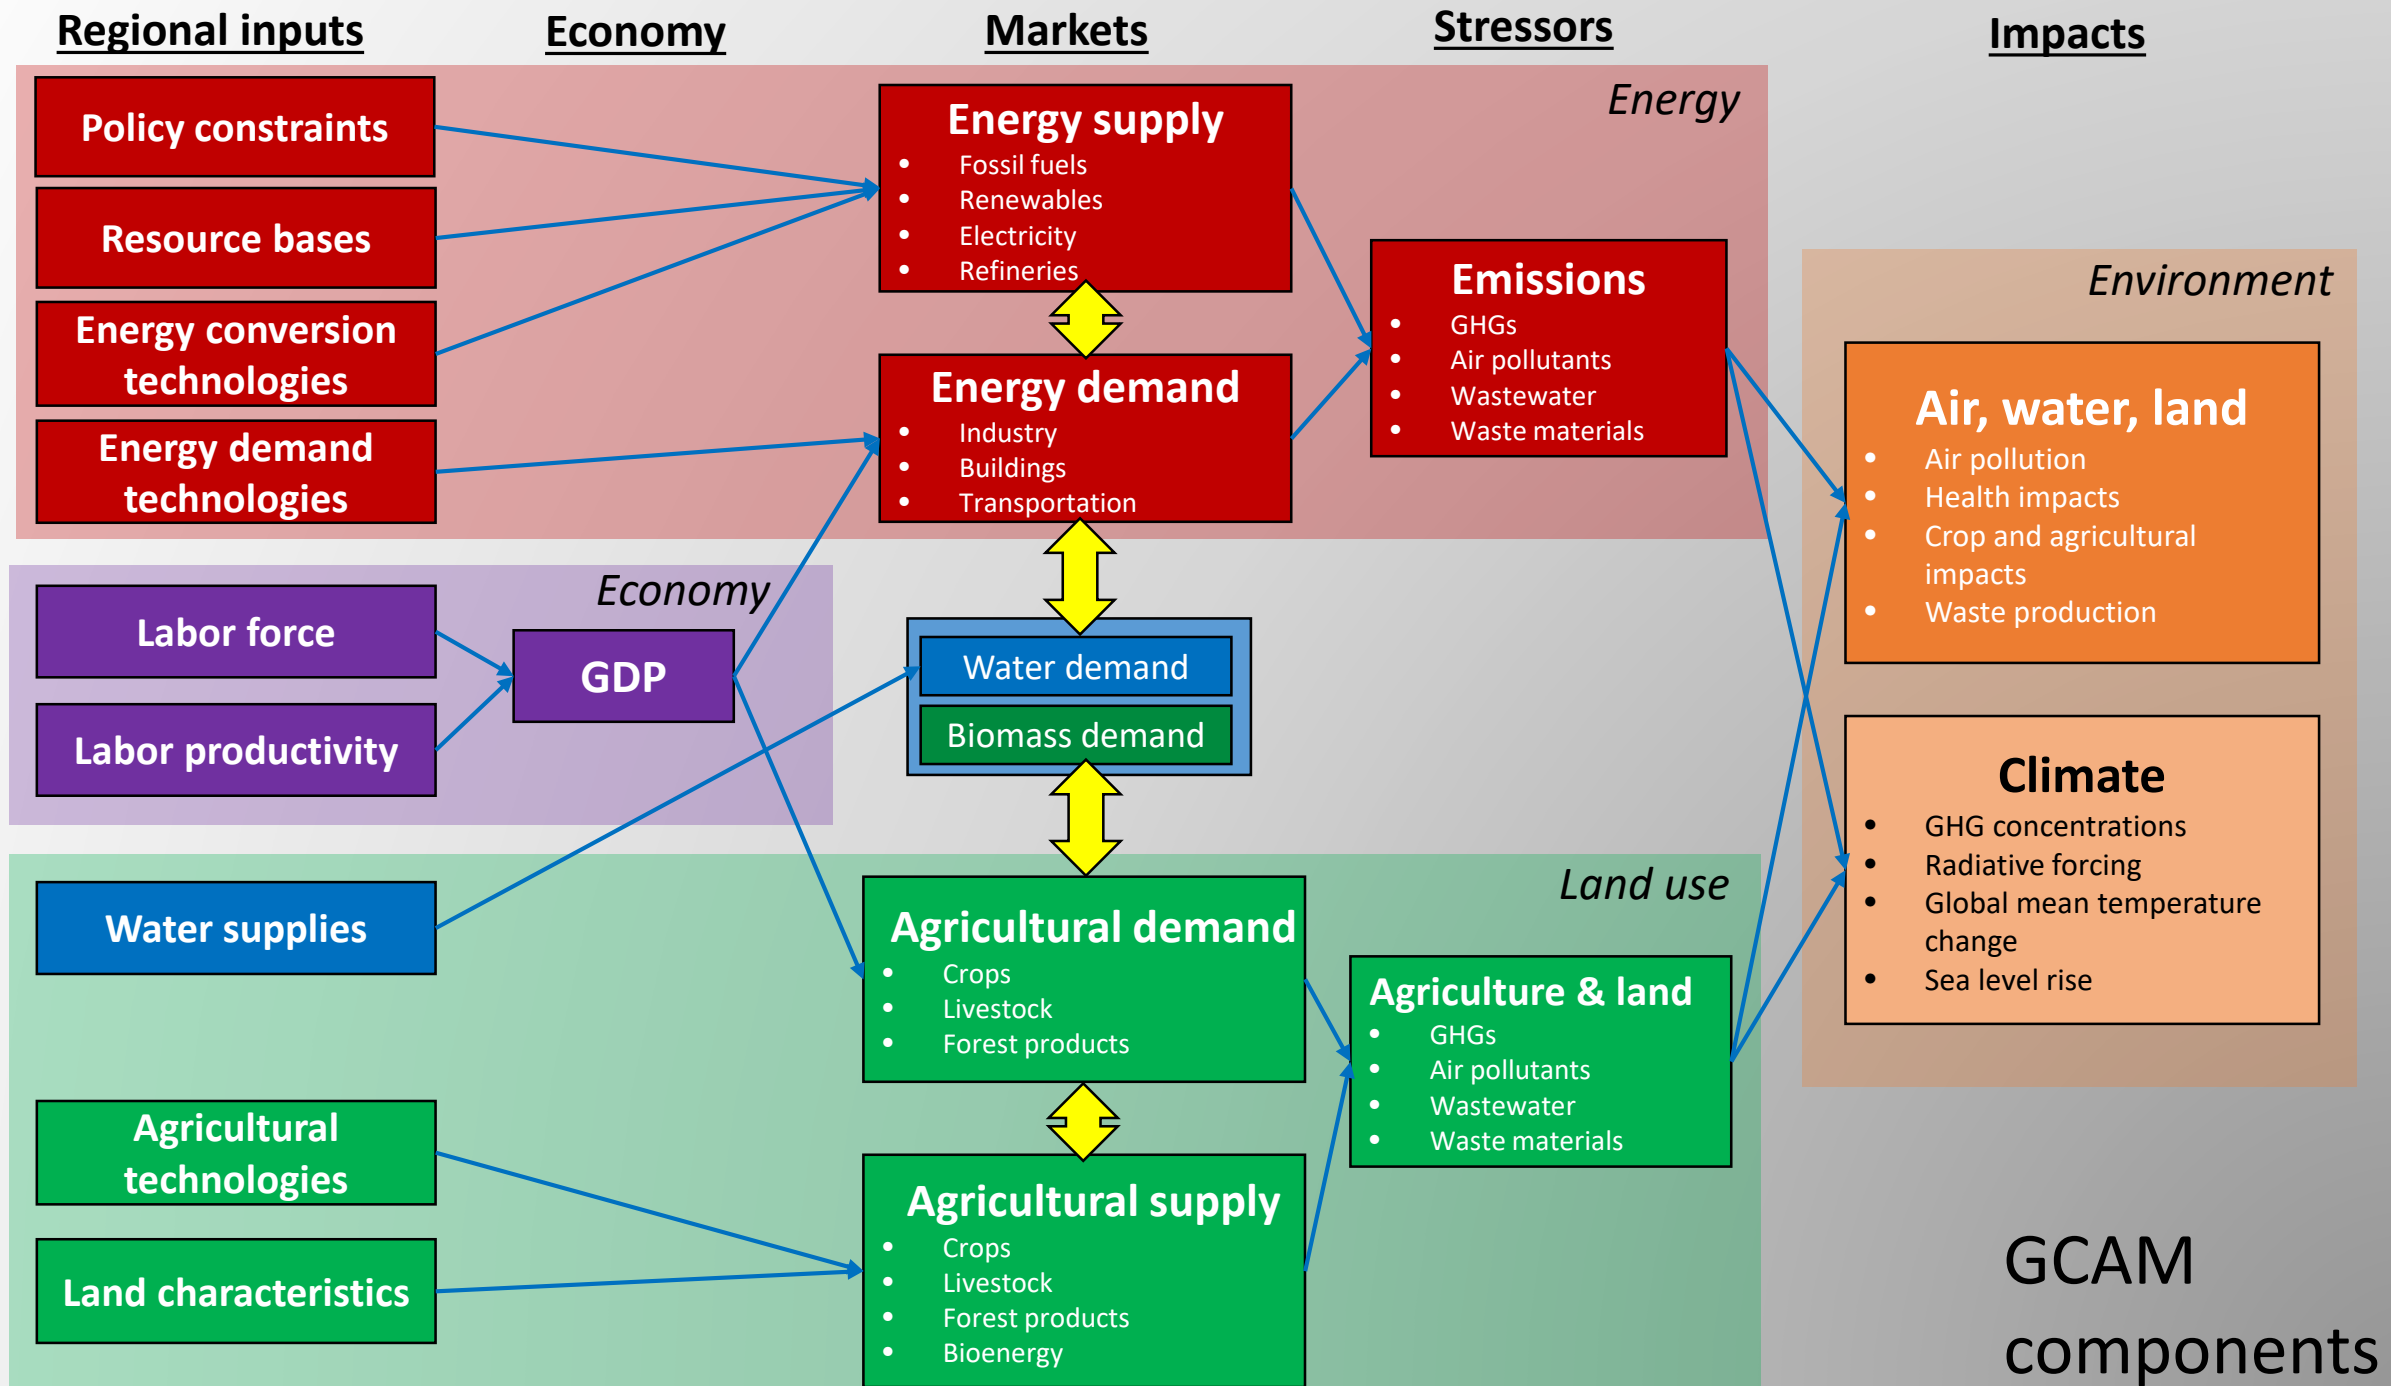 Regional inputs
Economy
Markets
Stressors
Impacts
Energy
Policy constraints
Resource bases
Energy conversion
technologies
Energy demand
technologies
Energy supply
• Fossil fuels
• Renewables
• Electricity
• Refineries
Energy demand
• Industry
• Buildings
• Transportation
Emissions
• GHGs
• Air pollutants
• Wastewater
• Waste materials
Economy
Labor force
Labor productivity
GDP
Water demand
Biomass demand
Land use
Water supplies
Agricultural
technologies
Land characteristics
Agricultural demand
• Crops
• Livestock
• Forest products
Agricultural supply
• Crops
• Livestock
• Forest products
• Bioenergy
Agriculture & land
• GHGs
• Air pollutants
• Wastewater
• Waste materials
Environment
Air, water, land
• Air pollution
• Health impacts
• Crop and agricultural
impacts
• Waste production
Climate
• GHG concentrations
• Radiative forcing
• Global mean temperature
change
• Sea level rise
GCAM
components